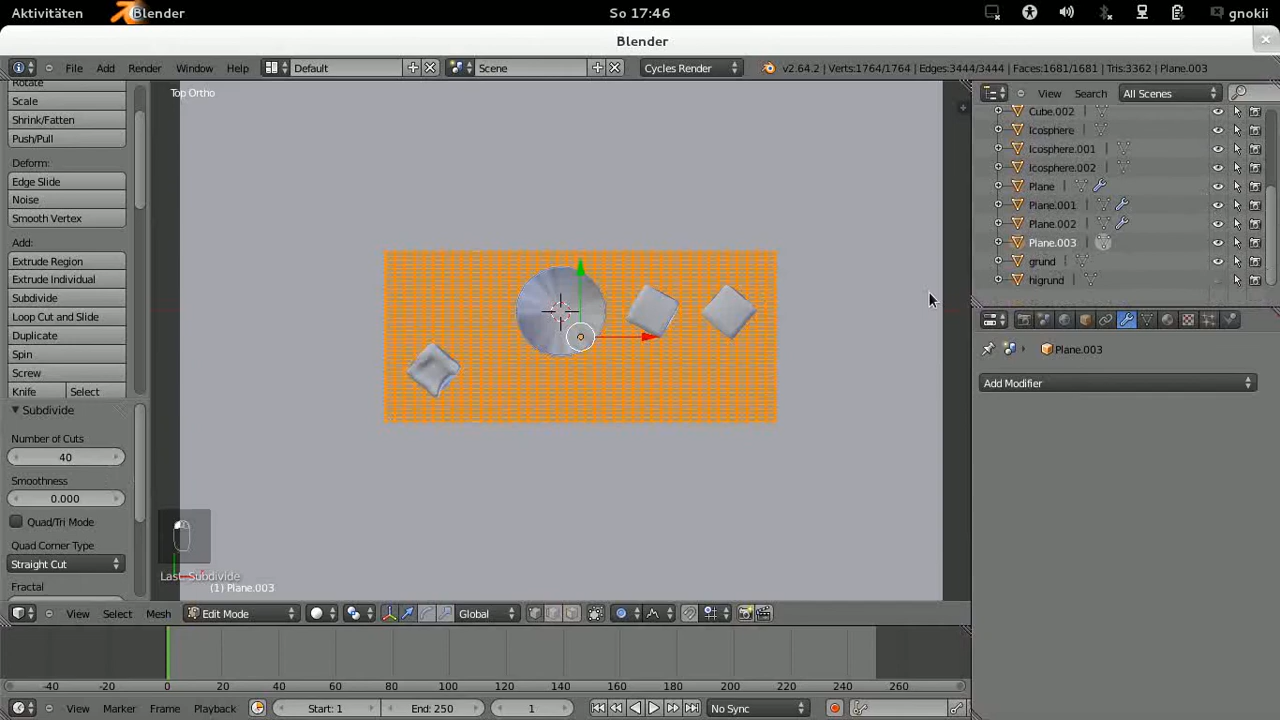 Aktivitäten Blender So 17:46 gnokii
Blender
File Add Render Window Help Default Scene Cycles Render v2.64.2 | Verts:1764/1764 | Edges:3444/3444 | Faces:1681/1681 | Tris:3362 | Plane.003
Rotate
Scale
Shrink/Fatten
Push/Pull
Deform:
Edge Slide
Noise
Smooth Vertex
Add:
Extrude Region
Extrude Individual
Subdivide
Loop Cut and Slide
Duplicate
Spin
Screw
Knife Select
Subdivide
Number of Cuts
40
Smoothness
0.000
Quad/Tri Mode
Quad Corner Type
Straight Cut
Fractal
Top Ortho
Last: Subdivide
(1) Plane.003
View Select Mesh Edit Mode Global
-40 -20 0 20 40 60 80 100 120 140 160 180 200 220 240 260
View Marker Frame Playback Start: 1 End: 250 1 No Sync
View Search All Scenes
Cube.002
Icosphere
Icosphere.001
Icosphere.002
Plane
Plane.001
Plane.002
Plane.003
grund
higrund
Plane.003
Add Modifier